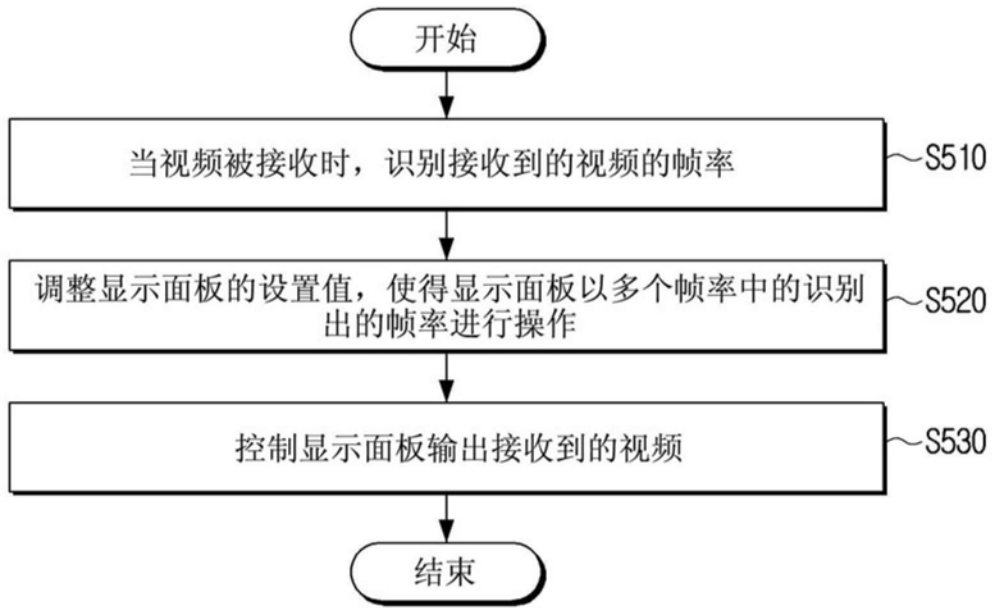 开始
当视频被接收时，识别接收到的视频的帧率
S510
调整显示面板的设置值，使得显示面板以多个帧率中的识别
出的帧率进行操作
S520
控制显示面板输出接收到的视频
S530
结束